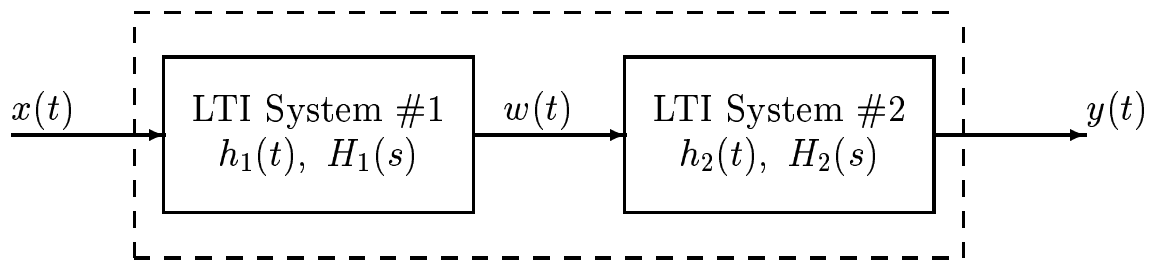 x(t)
LTI System #1
h₁(t), H₁(s)
w(t)
LTI System #2
h₂(t), H₂(s)
y(t)